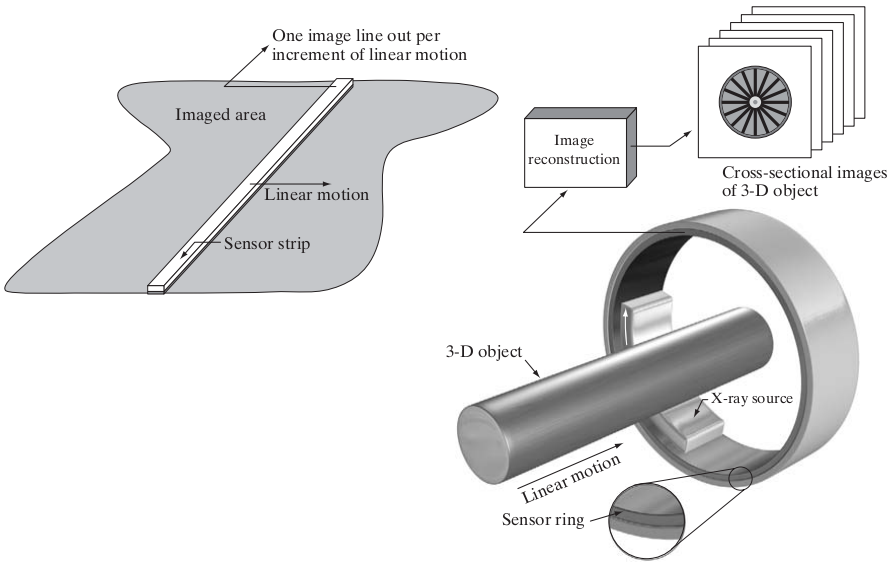 One image line out per
increment of linear motion
Imaged area
Linear motion
Sensor strip
Image
reconstruction
Cross-sectional images
of 3-D object
3-D object
X-ray source
Linear motion
Sensor ring